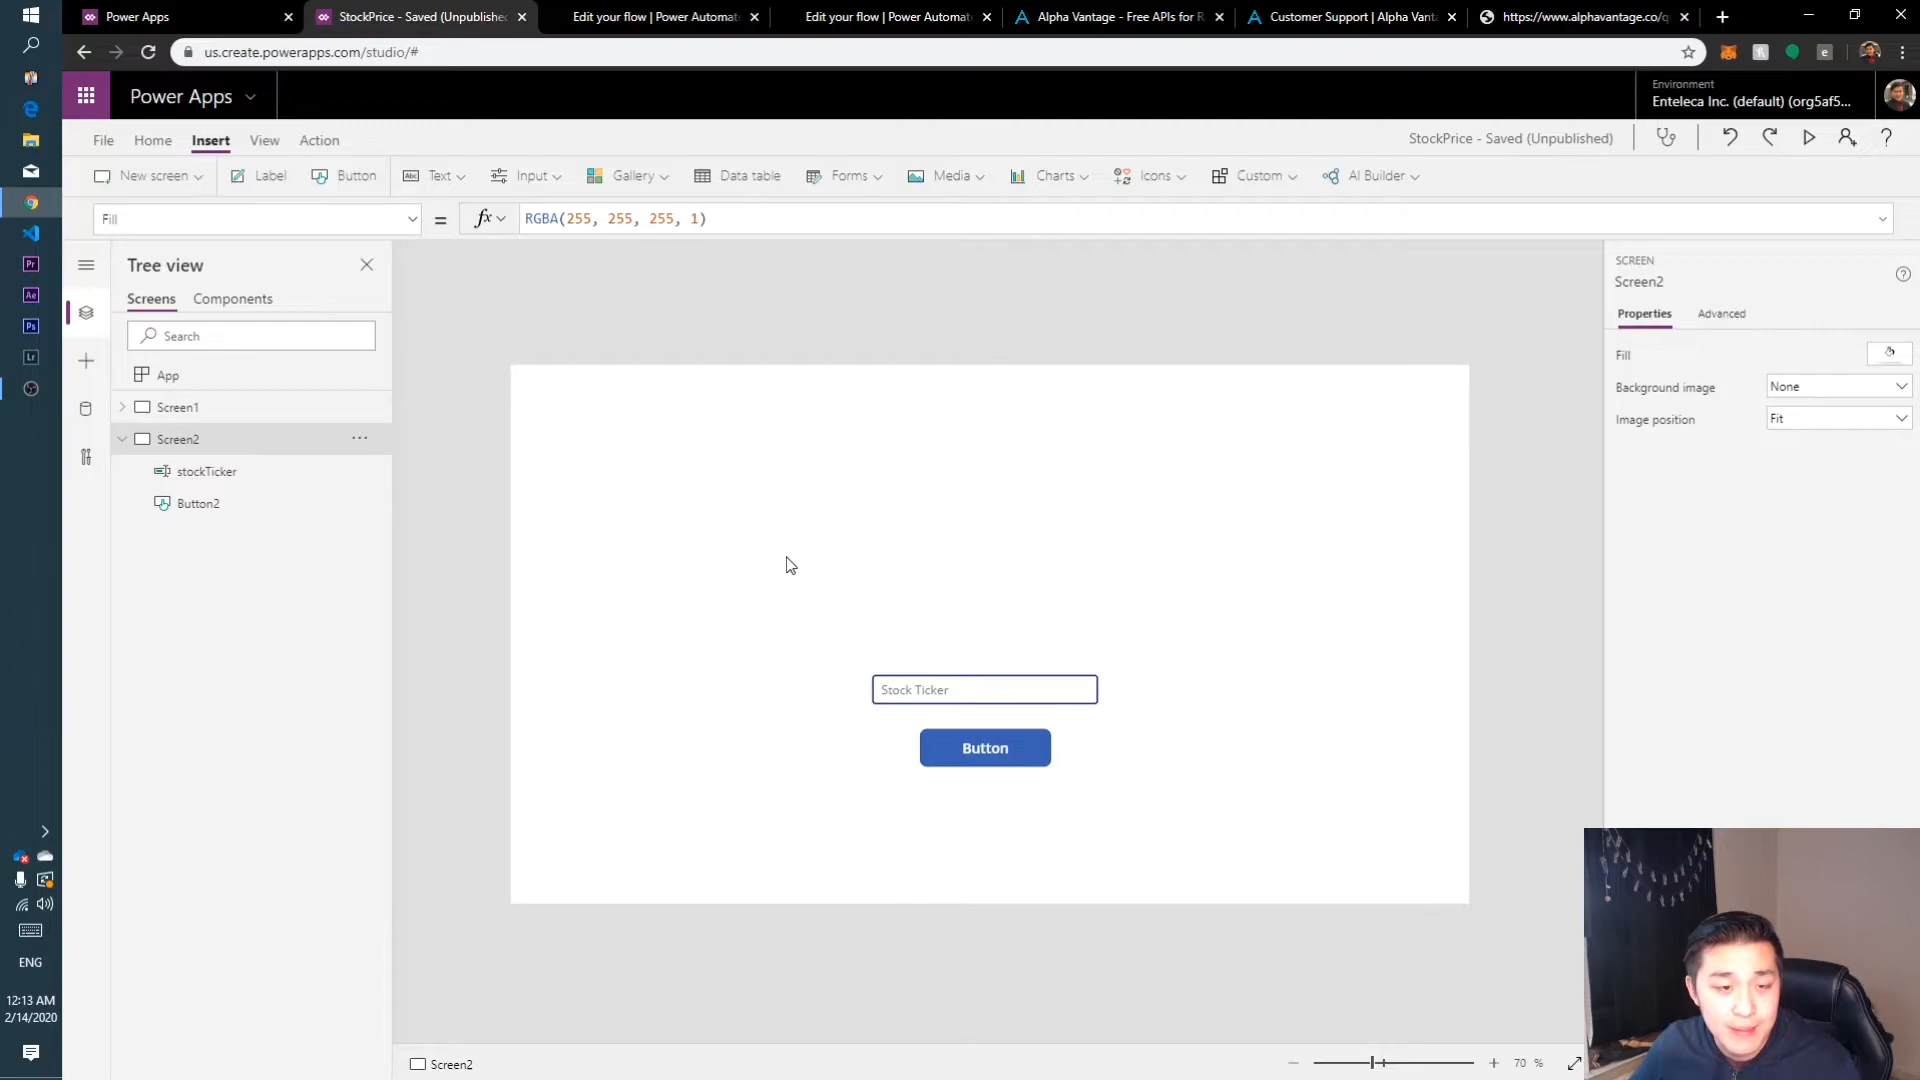 Power Apps
StockPrice - Saved (Unpublishe
Edit your flow | Power Automat
Edit your flow | Power Automat
Alpha Vantage - Free APIs for R
Customer Support | Alpha Vant
https://www.alphavantage.co/q
us.create.powerapps.com/studio/#
Power Apps
Environment
Enteleca Inc. (default) (org5af5...
File
Home
Insert
View
Action
StockPrice - Saved (Unpublished)
New screen
Label
Button
Text
Input
Gallery
Data table
Forms
Media
Charts
Icons
Custom
AI Builder
Fill
=
fx
RGBA(255, 255, 255, 1)
Tree view
Screens
Components
Search
App
Screen1
Screen2
...
stockTicker
Button2
Stock Ticker
Button
SCREEN
Screen2
Properties
Advanced
Fill
Background image
None
Image position
Fit
Pr
Ae
Ps
Lr
ENG
12:13 AM
2/14/2020
Screen2
70 %